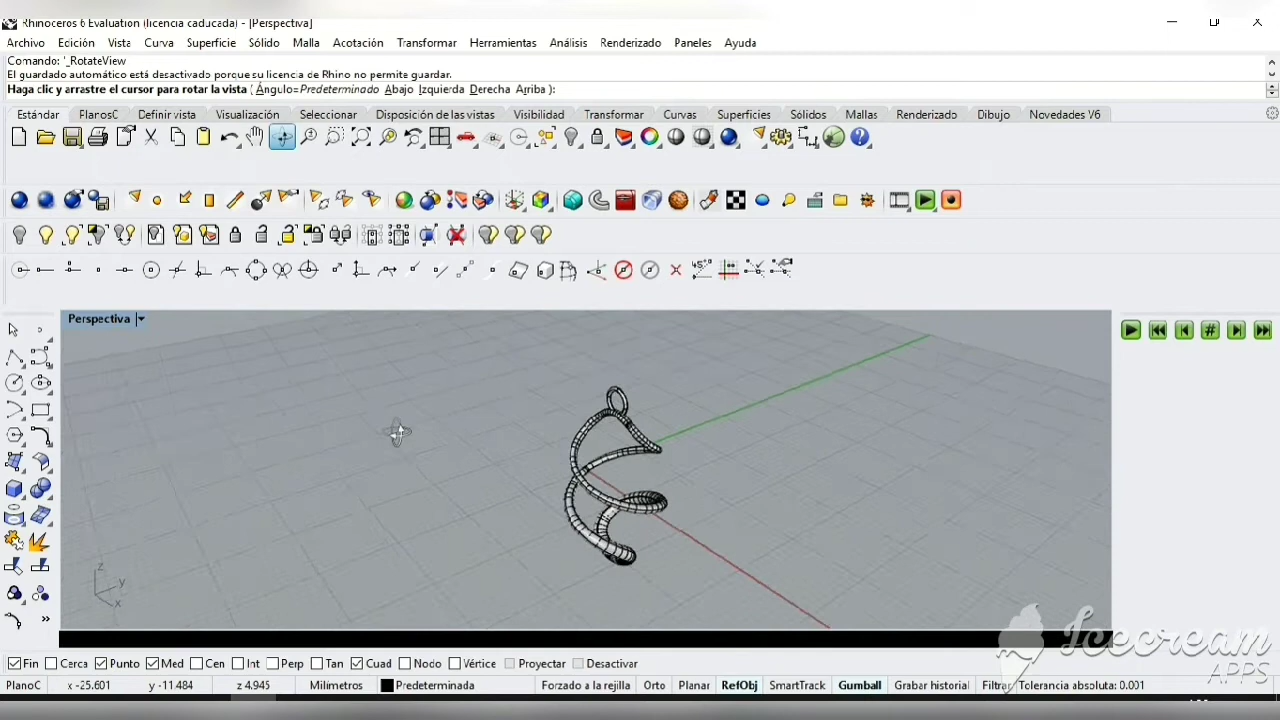 Rhinoceros 6 Evaluation (licencia caducada) - [Perspectiva]
Archivo Edición Vista Curva Superficie Sólido Malla Acotación Transformar Herramientas Análisis Renderizado Paneles Ayuda
Comando: '_RotateView
El guardado automático está desactivado porque su licencia de Rhino no permite guardar.
Haga clic y arrastre el cursor para rotar la vista ( Ángulo=Predeterminado Abajo Izquierda Derecha Arriba ):
Estándar PlanosC Definir vista Visualización Seleccionar Disposición de las vistas Visibilidad Transformar Curvas Superficies Sólidos Mallas Renderizado Dibujo Novedades V6
Perspectiva
z
y
x
Icecream
APPS
Fin Cerca Punto Med Cen Int Perp Tan Cuad Nodo Vértice Proyectar Desactivar
PlanoC x -25.601 y -11.484 z 4.945 Milímetros Predeterminada Forzado a la rejilla Orto Planar RefObj SmartTrack Gumball Grabar historial Filtrar Tolerancia absoluta: 0.001